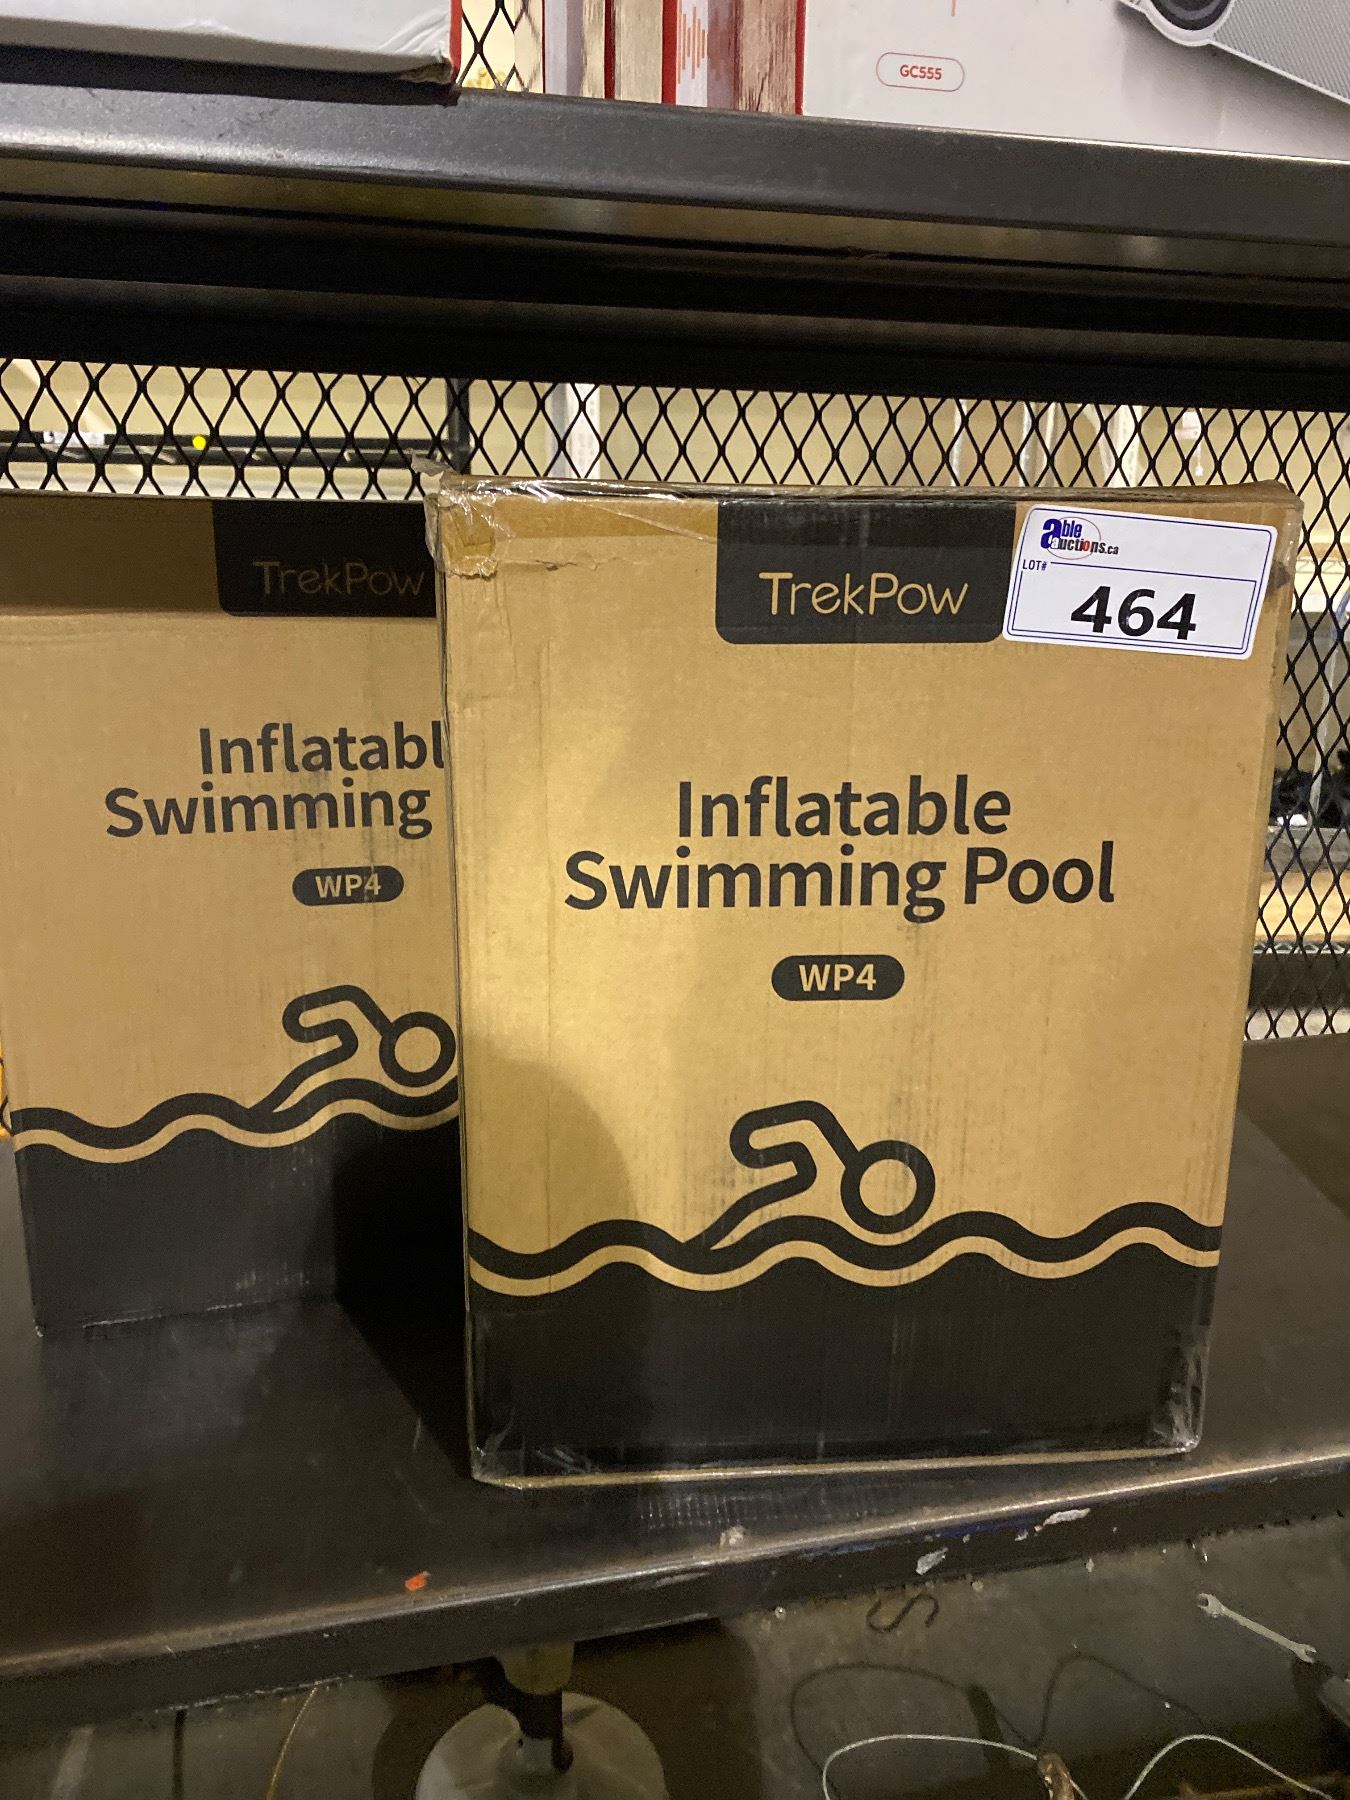 GC555
TrekPow
Inflatabl
Swimming
WP4
TrekPow
able
auctions.ca
LOT#
464
Inflatable
Swimming Pool
WP4